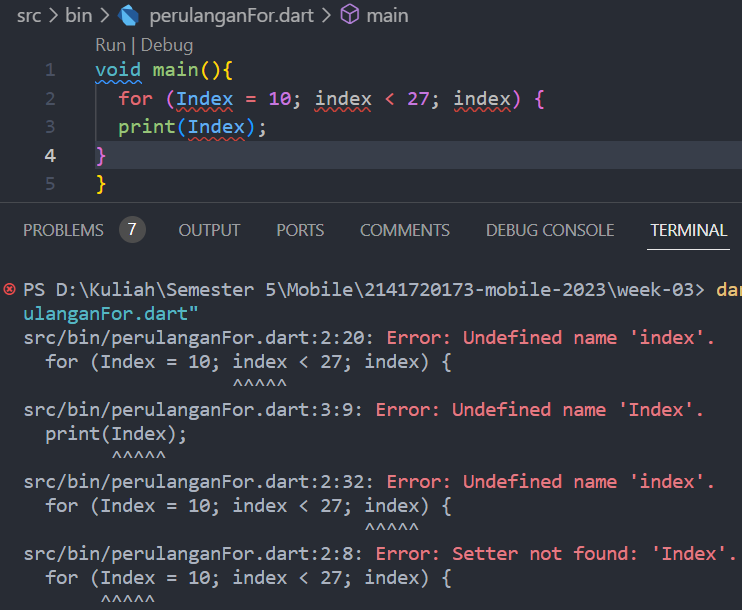 src > bin > perulanganFor.dart > main
Run | Debug
1 void main(){
2 for (Index = 10; index < 27; index) {
3 print(Index);
4 }
5 }
PROBLEMS 7 OUTPUT PORTS COMMENTS DEBUG CONSOLE TERMINAL
PS D:\Kuliah\Semester 5\Mobile\2141720173-mobile-2023\week-03>
ulanganFor.dart"
src/bin/perulanganFor.dart:2:20: Error: Undefined name 'index'.
for (Index = 10; index < 27; index) {
^^^^^
src/bin/perulanganFor.dart:3:9: Error: Undefined name 'Index'.
print(Index);
^^^^^
src/bin/perulanganFor.dart:2:32: Error: Undefined name 'index'.
for (Index = 10; index < 27; index) {
^^^^^
src/bin/perulanganFor.dart:2:8: Error: Setter not found: 'Index'.
for (Index = 10; index < 27; index) {
^^^^^